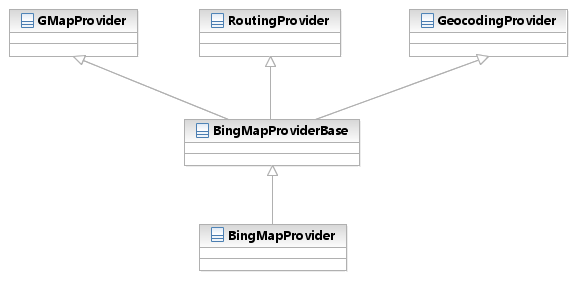 GMapProvider
RoutingProvider
GeocodingProvider
BingMapProviderBase
BingMapProvider